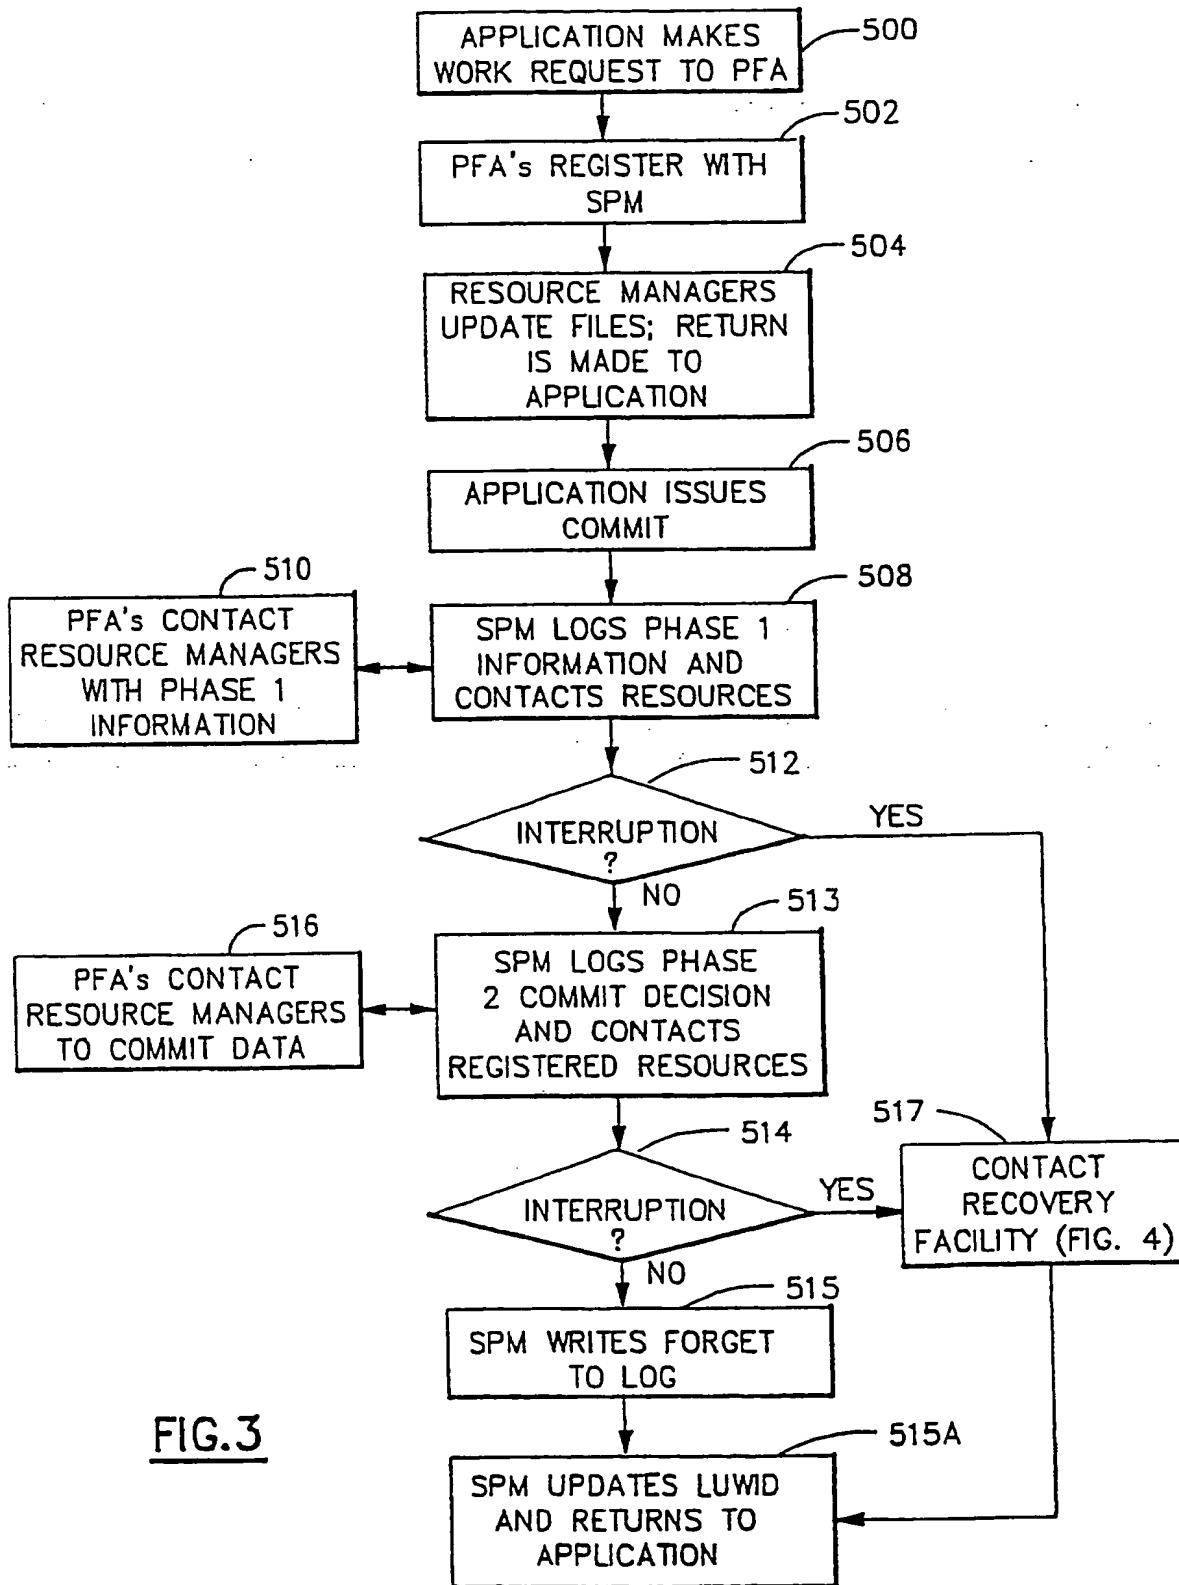 APPLICATION MAKES
WORK REQUEST TO PFA
500
502
PFA's REGISTER WITH
SPM
504
RESOURCE MANAGERS
UPDATE FILES; RETURN
IS MADE TO
APPLICATION
506
APPLICATION ISSUES
COMMIT
510
PFA's CONTACT
RESOURCE MANAGERS
WITH PHASE 1
INFORMATION
508
SPM LOGS PHASE 1
INFORMATION AND
CONTACTS RESOURCES
512
INTERRUPTION
?
YES
NO
516
PFA's CONTACT
RESOURCE MANAGERS
TO COMMIT DATA
513
SPM LOGS PHASE
2 COMMIT DECISION
AND CONTACTS
REGISTERED RESOURCES
514
INTERRUPTION
?
YES
NO
517
CONTACT
RECOVERY
FACILITY (FIG. 4)
515
SPM WRITES FORGET
TO LOG
515A
SPM UPDATES LUWID
AND RETURNS TO
APPLICATION
FIG.3